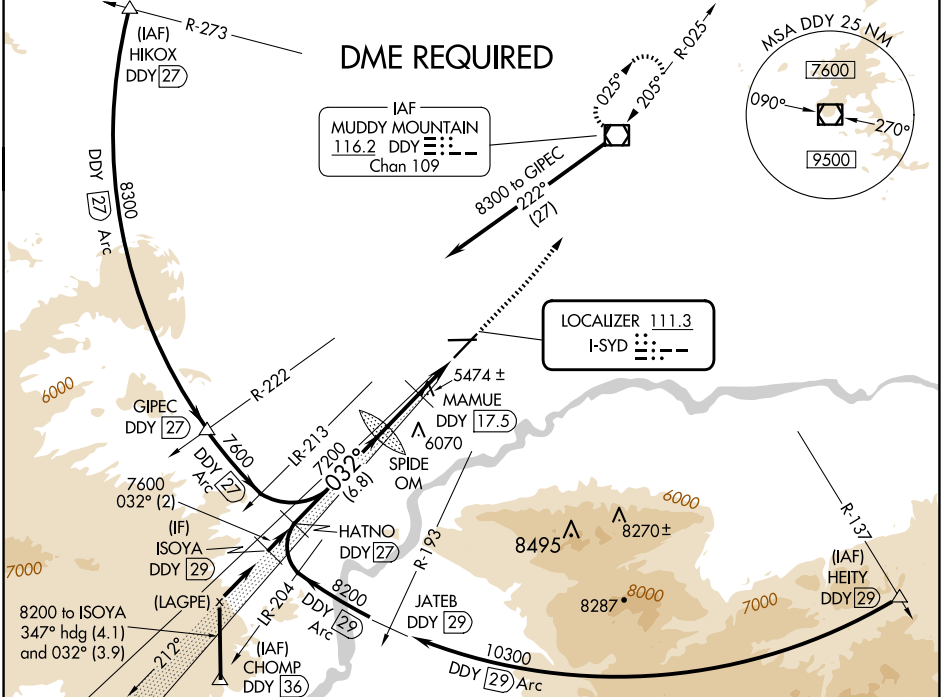 DME REQUIRED
(IAF)
HIKOX
DDY 27
R-273
DDY 27 Arc
8300
IAF
MUDDY MOUNTAIN
116.2 DDY
Chan 109
025°
205°
R-025
8300 to GIPEC
222°
(27)
MSA DDY 25 NM
7600
090°
270°
9500
LOCALIZER 111.3
I-SYD
6000
GIPEC
DDY 27
R-222
7600
DDY 27
Arc
LR-213
7200
032°
(6.8)
5474 ±
MAMUE
DDY 17.5
6070
SPIDE
OM
7600
032° (2)
(IF)
ISOYA
DDY 29
HATNO
DDY 27
R-193
7000
(LAGPE)
8200 to ISOYA
347° hdg (4.1)
and 032° (3.9)
212°
LR-204
(IAF)
CHOMP
DDY 36
8200
DDY 29
Arc
JATEB
DDY 29
10300
DDY 29 Arc
8495
8270±
6000
8287
8000
7000
R-137
(IAF)
HEITY
DDY 29